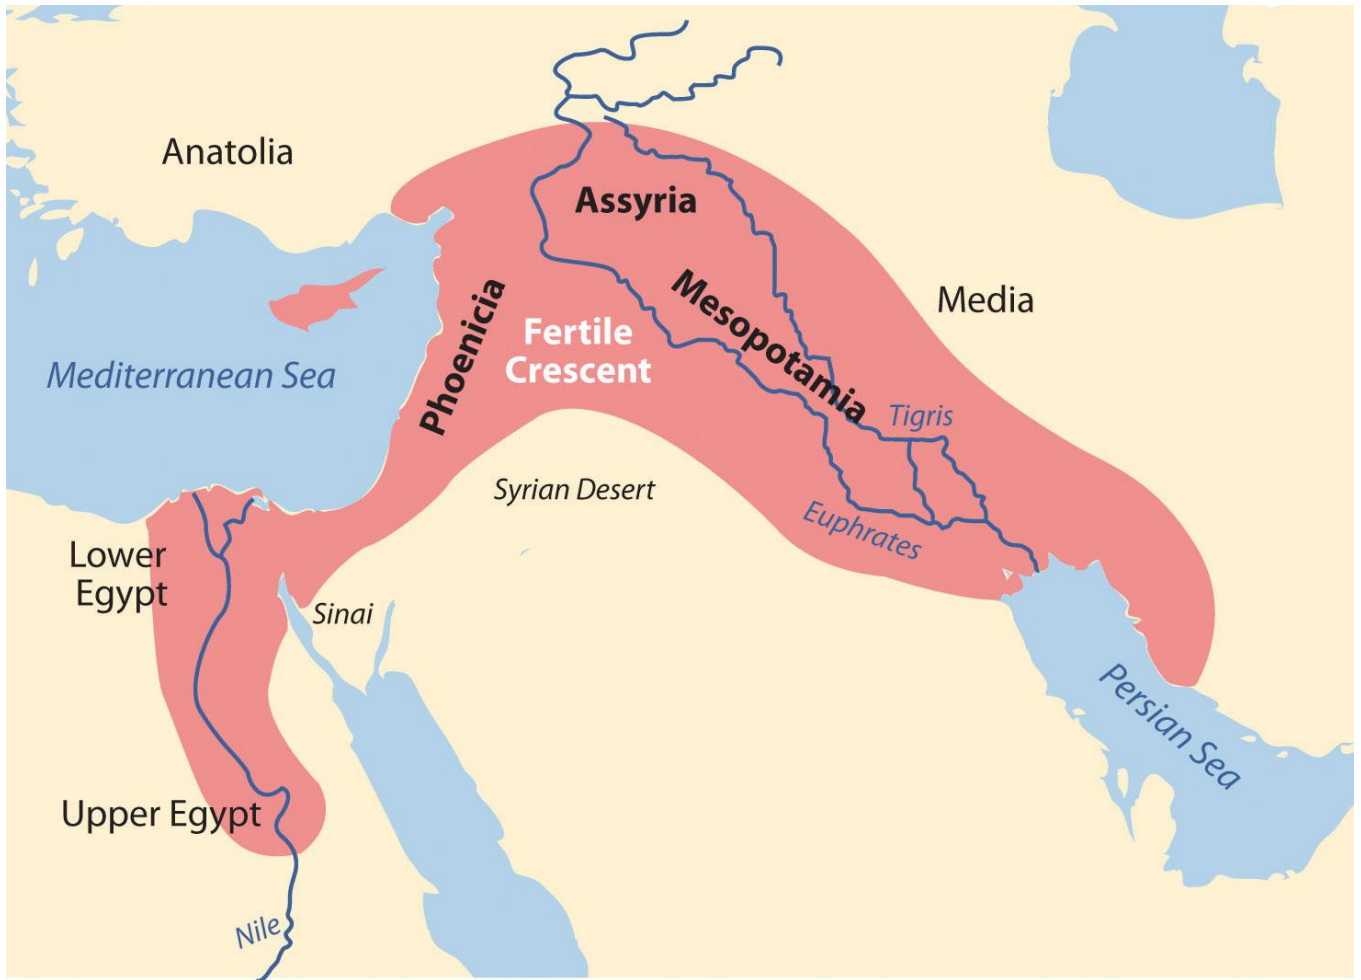 Anatolia
Assyria
Media
Phoenicia
Mesopotamia
Fertile
Crescent
Mediterranean Sea
Tigris
Syrian Desert
Euphrates
Lower
Egypt
Sinai
Persian Sea
Upper Egypt
Nile